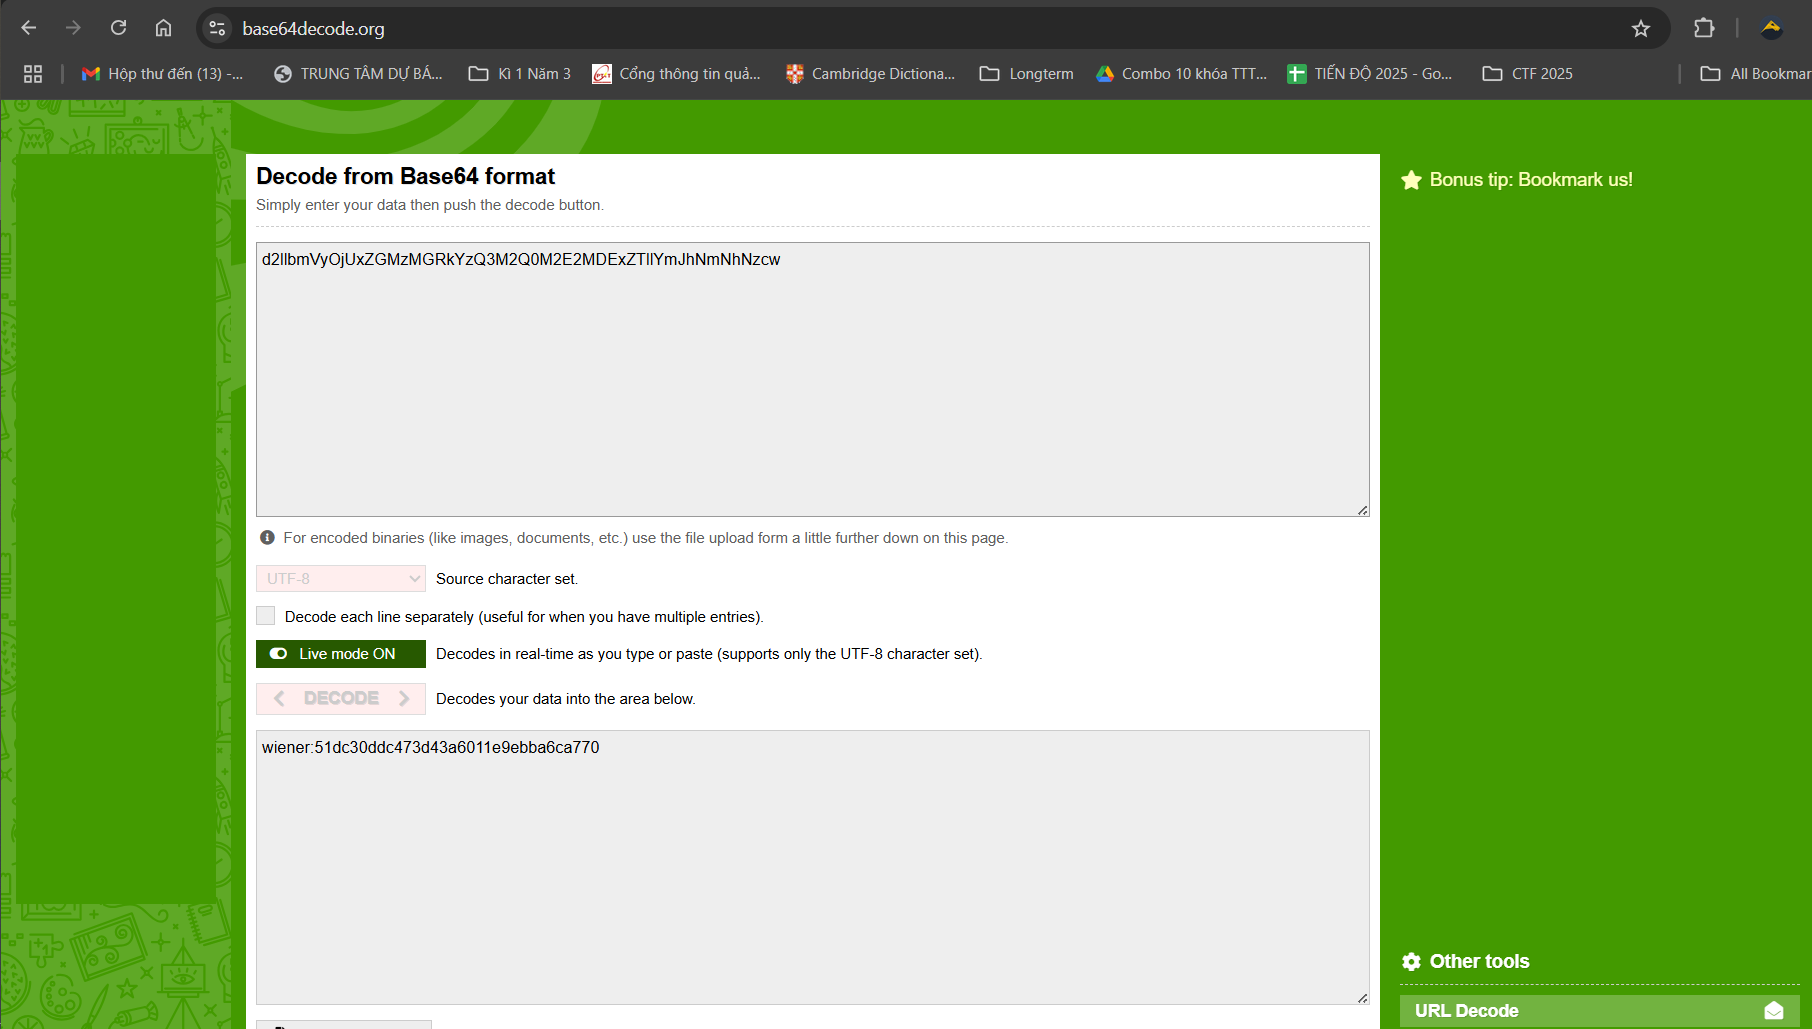 base64decode.org
Hộp thư đến (13) -...
TRUNG TÂM DỰ BÁ...
Kì 1 Năm 3
Cổng thông tin quả...
Cambridge Dictiona...
Longterm
Combo 10 khóa TTT...
TIẾN ĐỘ 2025 - Go...
CTF 2025
All Bookmar
Decode from Base64 format
Simply enter your data then push the decode button.
d2llbmVyOjUxZGMzMGRkYzQ3M2Q0M2E2MDExZTllYmJhNmNhNzcw
For encoded binaries (like images, documents, etc.) use the file upload form a little further down on this page.
UTF-8
Source character set.
Decode each line separately (useful for when you have multiple entries).
Live mode ON
Decodes in real-time as you type or paste (supports only the UTF-8 character set).
DECODE
Decodes your data into the area below.
wiener:51dc30ddc473d43a6011e9ebba6ca770
Bonus tip: Bookmark us!
Other tools
URL Decode